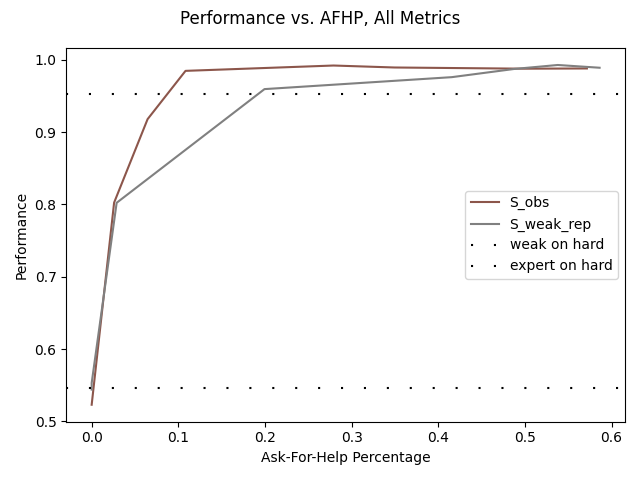 Performance vs. AFHP, All Metrics
1.0
0.9
0.8
0.7
0.6
0.5
Performance
S_obs
S_weak_rep
weak on hard
expert on hard
0.0 0.1 0.2 0.3 0.4 0.5 0.6
Ask-For-Help Percentage